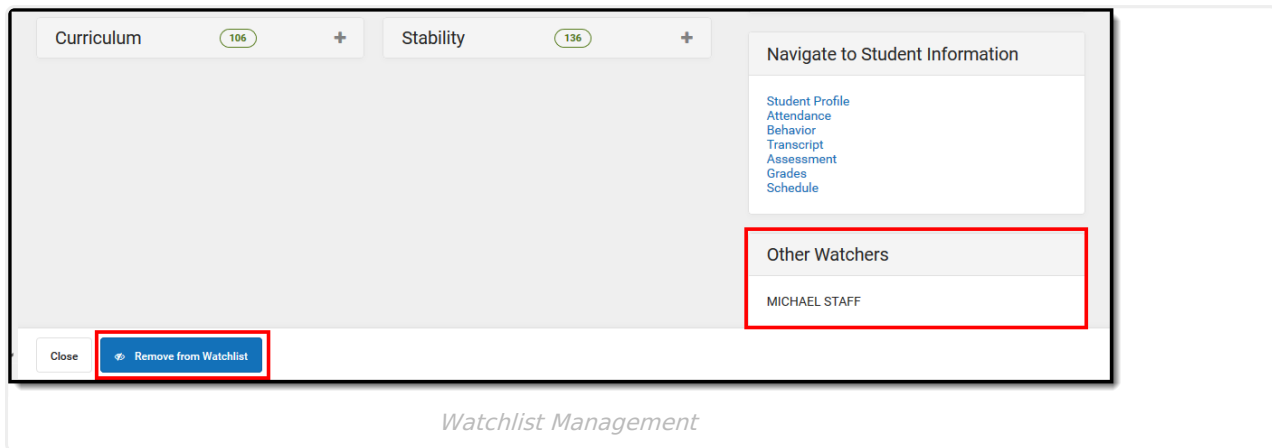 Curriculum 106 + Stability 136 +
Navigate to Student Information
Student Profile
Attendance
Behavior
Transcript
Assessment
Grades
Schedule
Other Watchers
MICHAEL STAFF
Close Remove from Watchlist
Watchlist Management